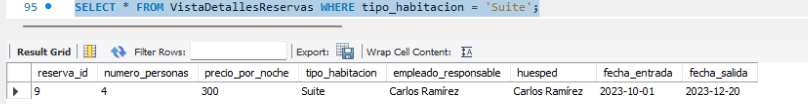 95 SELECT * FROM VistaDetallesReservas WHERE tipo_habitacion = 'Suite';
Result Grid Filter Rows: Export: Wrap Cell Content: IA
reserva_id numero_personas precio_por_noche tipo_habitacion empleado_responsable huesped fecha_entrada fecha_salida
9 4 300 Suite Carlos Ramírez Carlos Ramírez 2023-10-01 2023-12-20